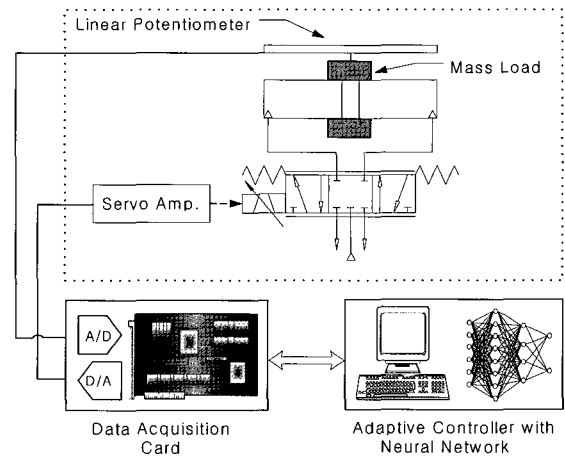 Linear Potentiometer
Mass Load
Servo Amp.
A/D
D/A
Data Acquisition
Card
Adaptive Controller with
Neural Network